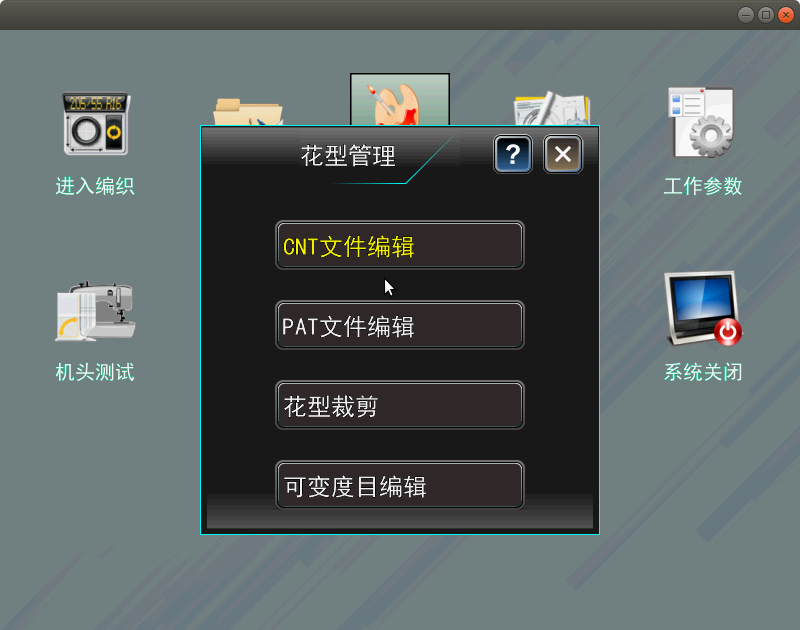 205/55 R16
进入编织
工作参数
花型管理
?
CNT文件编辑
PAT文件编辑
花型裁剪
可变度目编辑
机头测试
系统关闭